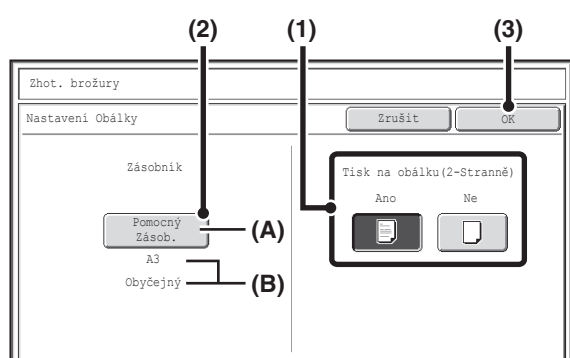 (2) (1) (3)
Zhot. brožury
Nastavení Obálky
Zrušit
OK
Zásobník
Pomocný
Zásob.
(A)
A3
Obyčejný
(B)
Tisk na obálku(2-Stranně)
Ano
Ne